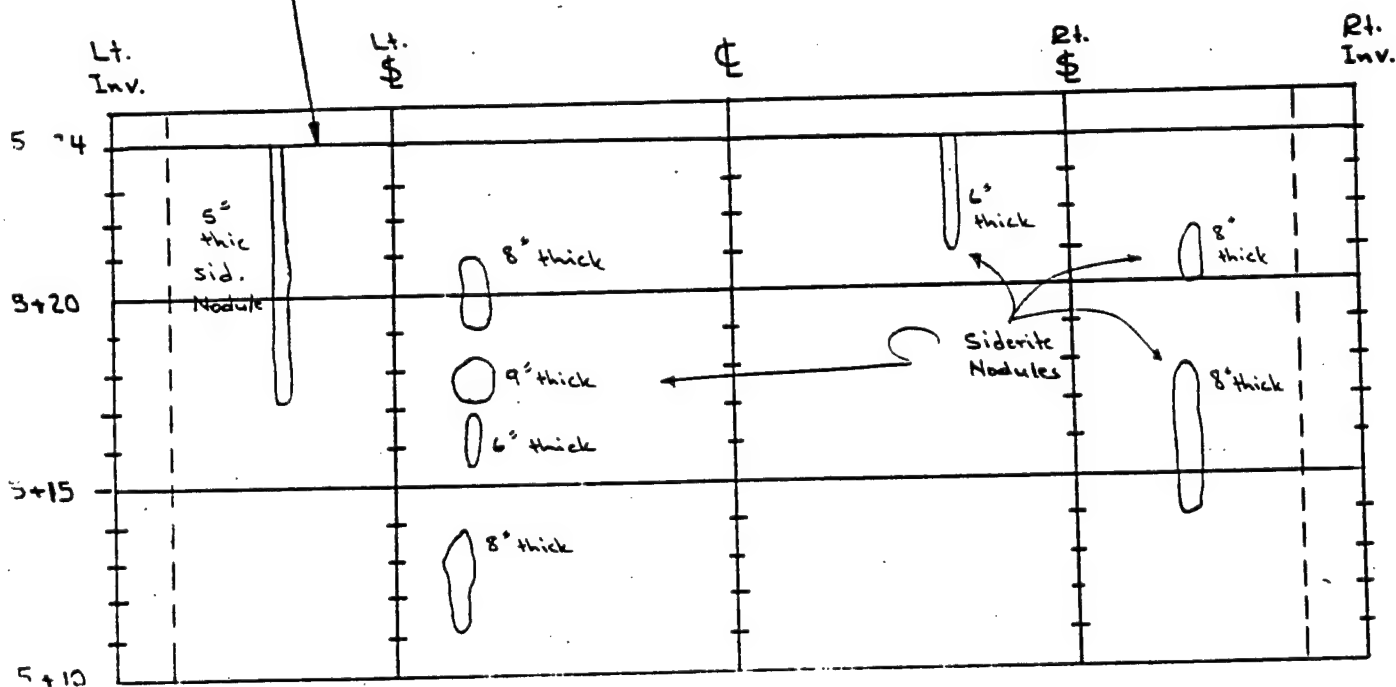 Lt.
Inv.
Lt.
℄
Rt.
Rt.
Inv.
5"
thic
sid.
Nodule
8" thick
6"
thick
8"
thick
5+20
9" thick
Siderite
Nodules
8" thick
6" thick
5+15
8" thick
5+10